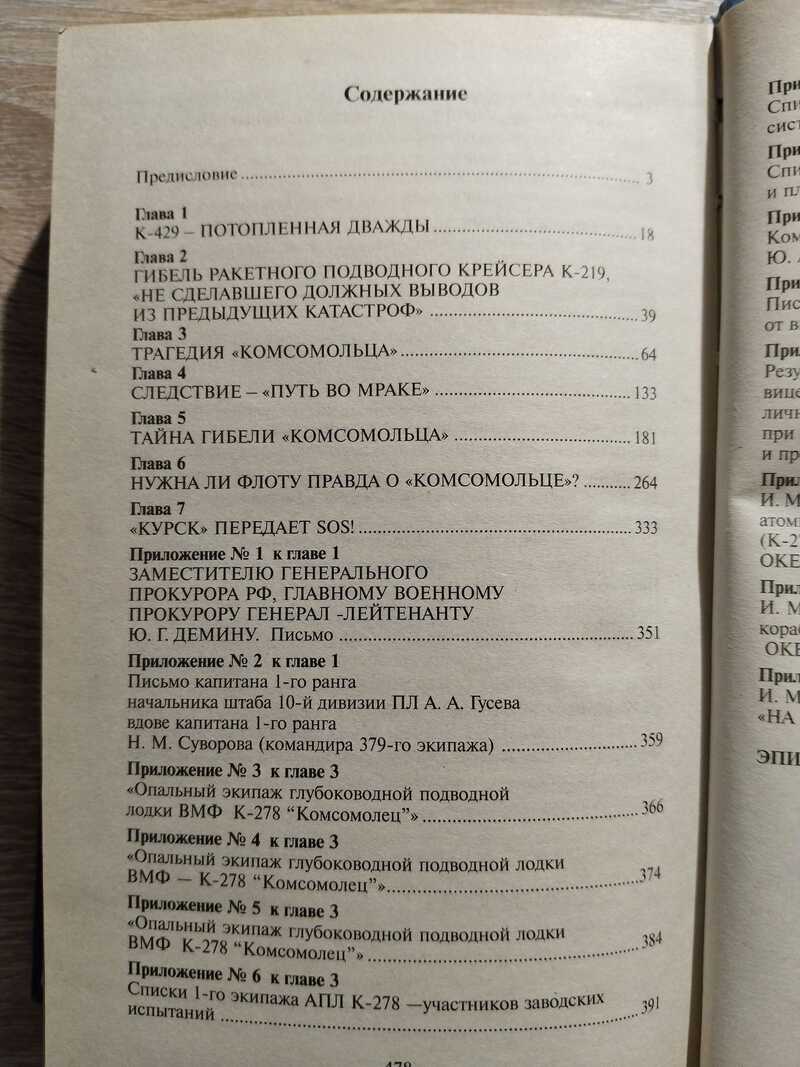 Содержание
Предисловие 3
Глава 1
К-429 – ПОТОПЛЕННАЯ ДВАЖДЫ 18
Глава 2
ГИБЕЛЬ РАКЕТНОГО ПОДВОДНОГО КРЕЙСЕРА К-219,
«НЕ СДЕЛАВШЕГО ДОЛЖНЫХ ВЫВОДОВ
ИЗ ПРЕДЫДУЩИХ КАТАСТРОФ» 39
Глава 3
ТРАГЕДИЯ «КОМСОМОЛЬЦА» 64
Глава 4
СЛЕДСТВИЕ – «ПУТЬ ВО МРАКЕ» 133
Глава 5
ТАЙНА ГИБЕЛИ «КОМСОМОЛЬЦА» 181
Глава 6
НУЖНА ЛИ ФЛОТУ ПРАВДА О «КОМСОМОЛЬЦЕ»? 264
Глава 7
«КУРСК» ПЕРЕДАЕТ SOS! 333
Приложение № 1 к главе 1
ЗАМЕСТИТЕЛЮ ГЕНЕРАЛЬНОГО
ПРОКУРОРА РФ, ГЛАВНОМУ ВОЕННОМУ
ПРОКУРОРУ ГЕНЕРАЛ -ЛЕЙТЕНАНТУ
Ю. Г. ДЕМИНУ. Письмо 351
Приложение № 2 к главе 1
Письмо капитана 1-го ранга
начальника штаба 10-й дивизии ПЛ А. А. Гусева
вдове капитана 1-го ранга
Н. М. Суворова (командира 379-го экипажа) 359
Приложение № 3 к главе 3
«Опальный экипаж глубоководной подводной
лодки ВМФ К-278 “Комсомолец”» 366
Приложение № 4 к главе 3
«Опальный экипаж глубоководной подводной лодки
ВМФ — К-278 “Комсомолец”» 374
Приложение № 5 к главе 3
«Опальный экипаж глубоководной подводной лодки
ВМФ К-278 “Комсомолец”» 384
Приложение № 6 к главе 3
Списки 1-го экипажа АПЛ К-278 —участников заводских
испытаний 391
478
и
Ю.
от
при
и
И.
(К-2
И.
И.
«НА